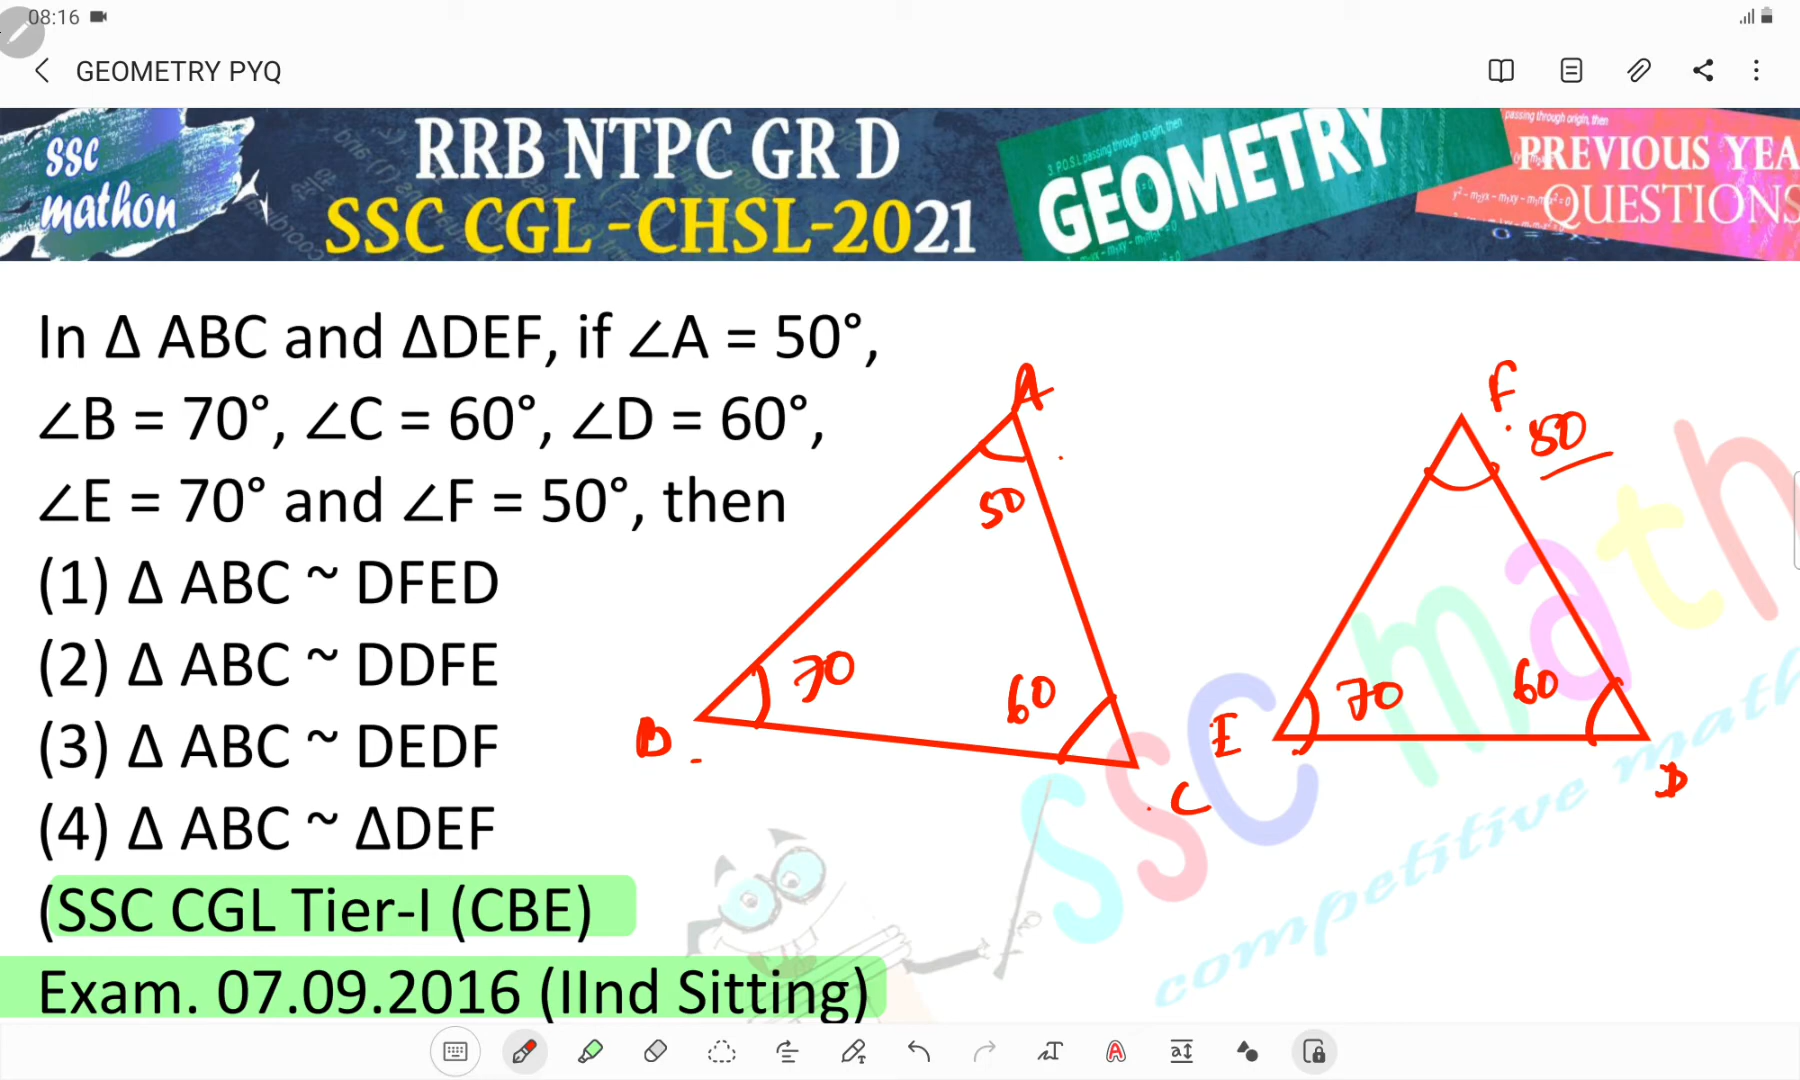 08:16
GEOMETRY PYQ
ssc mathon
RRB NTPC GR D
SSC CGL -CHSL-2021
GEOMETRY
PREVIOUS YEA
QUESTIONS
In Δ ABC and ΔDEF, if ∠A = 50°,
∠B = 70°, ∠C = 60°, ∠D = 60°,
∠E = 70° and ∠F = 50°, then
(1) Δ ABC ~ DFED
(2) Δ ABC ~ DDFE
(3) Δ ABC ~ DEDF
(4) Δ ABC ~ ΔDEF
(SSC CGL Tier-I (CBE)
Exam. 07.09.2016 (IInd Sitting)
A
50
B
70
60
C
F
50
E
70
60
D
SSC math
competitive math